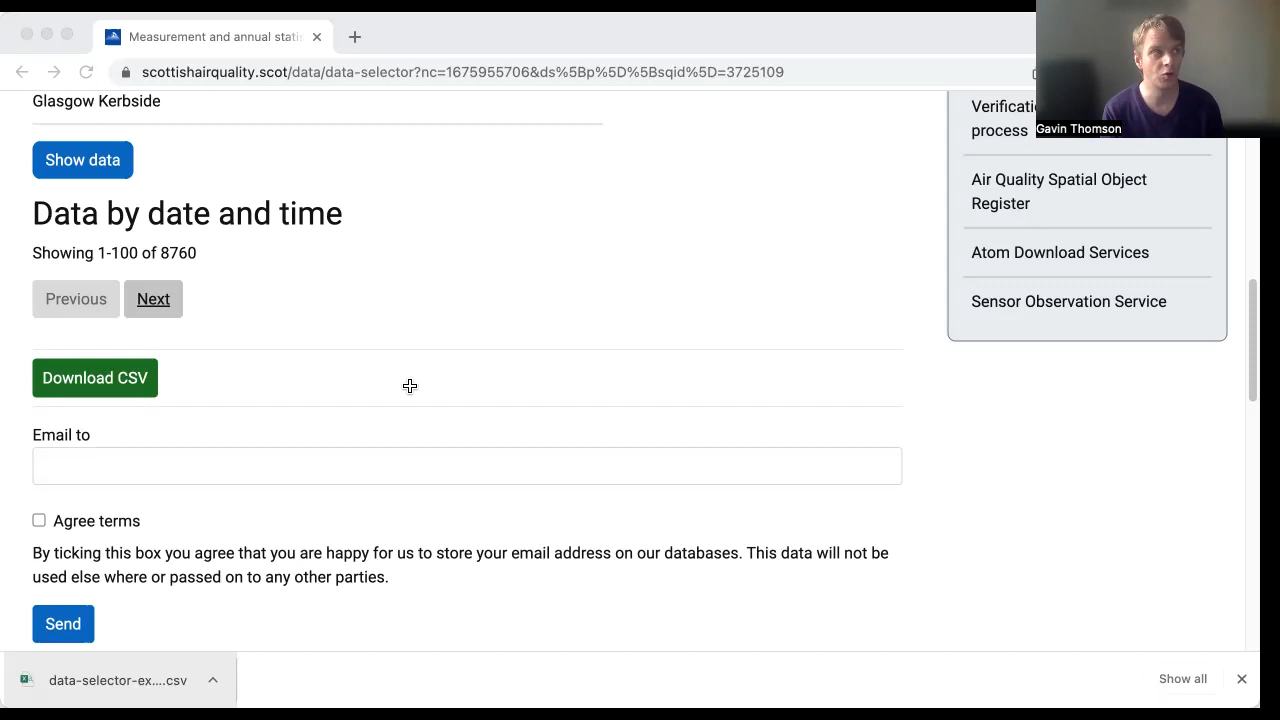 Measurement and annual stati
scottishairquality.scot/data/data-selector?nc=1675955706&ds%5Bp%5D%5Bsqid%5D=3725109
Glasgow Kerbside
Show data
Data by date and time
Showing 1-100 of 8760
Previous
Next
Download CSV
Email to
Agree terms
By ticking this box you agree that you are happy for us to store your email address on our databases. This data will not be
used else where or passed on to any other parties.
Send
Verificati
process
Air Quality Spatial Object
Register
Atom Download Services
Sensor Observation Service
Gavin Thomson
data-selector-ex....csv
Show all